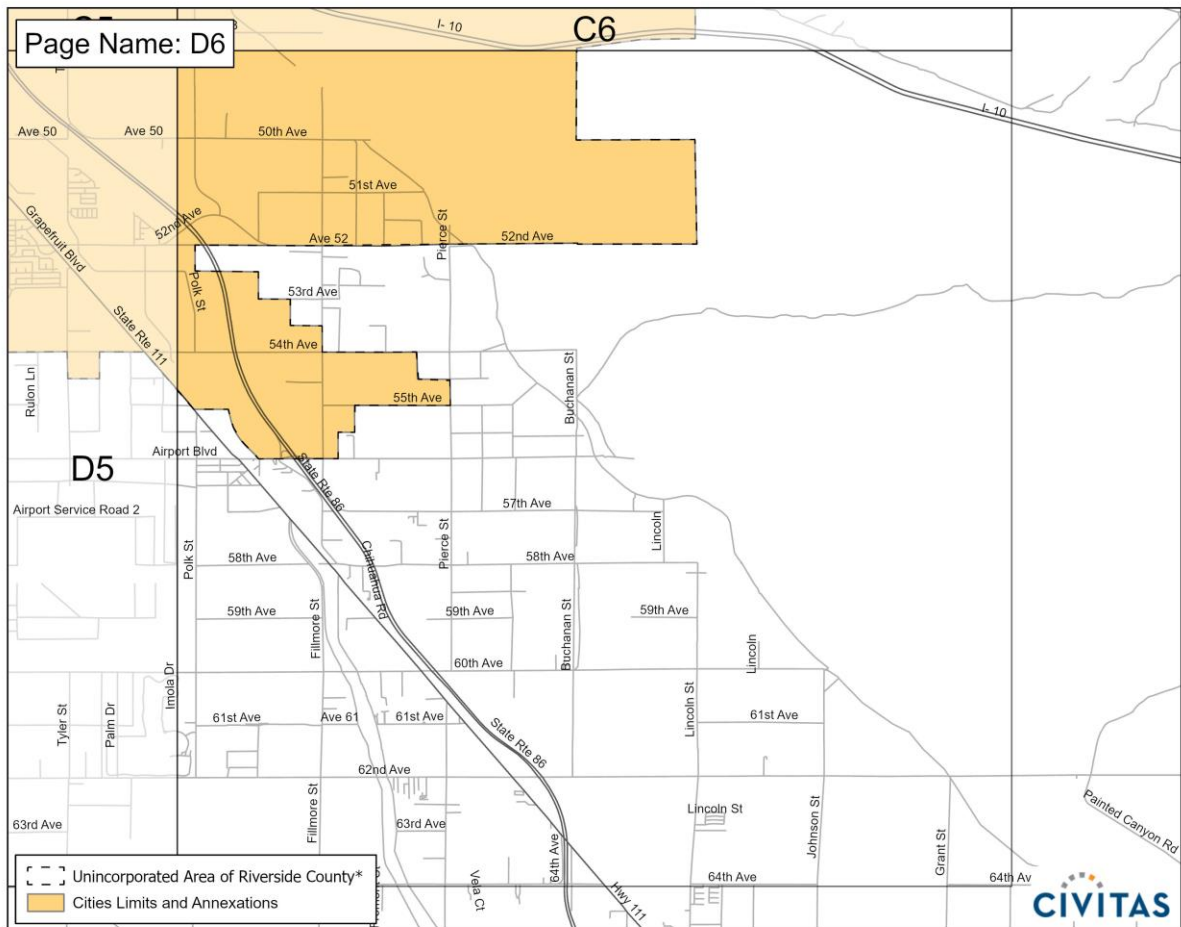 Page Name: D6
C6
I- 10
I- 10
Ave 50
Ave 50
50th Ave
51st Ave
Pierce St
52nd Ave
Ave 52
52nd Ave
Grapefruit Blvd
Polk St
53rd Ave
State Rte 111
54th Ave
Rulon Ln
55th Ave
Buchanan St
Airport Blvd
D5
State Rte 86
57th Ave
Airport Service Road 2
Lincoln
Chihuahua Rd
Polk St
58th Ave
Pierce St
58th Ave
59th Ave
Fillmore St
59th Ave
Buchanan St
59th Ave
60th Ave
Lincoln
Imola Dr
Tyler St
Palm Dr
61st Ave
Ave 61
61st Ave
State Rte 86
Lincoln St
61st Ave
62nd Ave
Fillmore St
63rd Ave
63rd Ave
Lincoln St
Johnson St
Grant St
Painted Canyon Rd
64th Ave
Vela Ct
Hwy 111
64th Ave
64th Av
Unincorporated Area of Riverside County*
Cities Limits and Annexations
CIVITAS